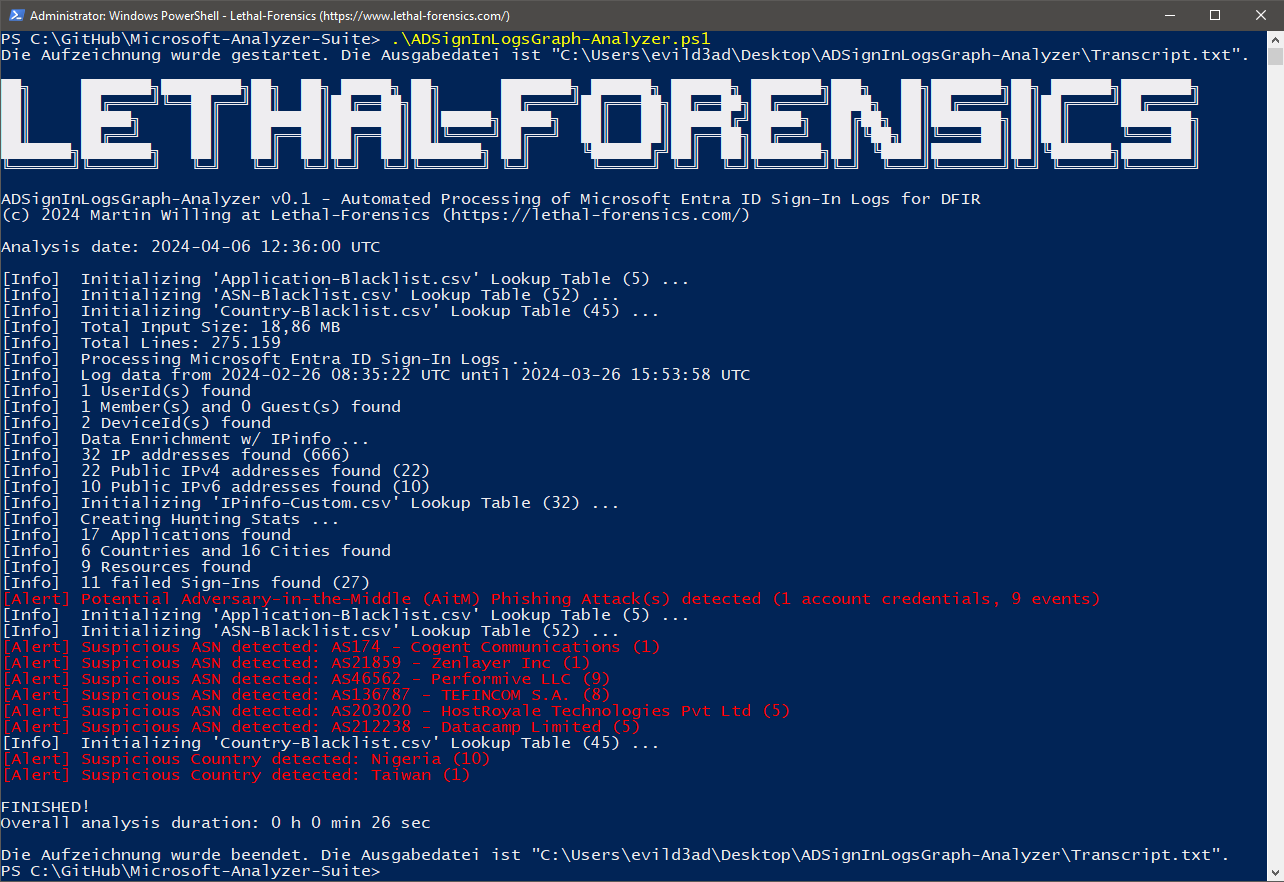 Administrator: Windows PowerShell - Lethal-Forensics (https://www.lethal-forensics.com/)
PS C:\GitHub\Microsoft-Analyzer-Suite> .\ADSignInLogsGraph-Analyzer.ps1
Die Aufzeichnung wurde gestartet. Die Ausgabedatei ist "C:\Users\evild3ad\Desktop\ADSignInLogsGraph-Analyzer\Transcript.txt".
LETHAL-FORENSICS
ADSignInLogsGraph-Analyzer v0.1 - Automated Processing of Microsoft Entra ID Sign-In Logs for DFIR
(c) 2024 Martin Willing at Lethal-Forensics (https://lethal-forensics.com/)
Analysis date: 2024-04-06 12:36:00 UTC
[Info]  Initializing 'Application-Blacklist.csv' Lookup Table (5) ...
[Info]  Initializing 'ASN-Blacklist.csv' Lookup Table (52) ...
[Info]  Initializing 'Country-Blacklist.csv' Lookup Table (45) ...
[Info]  Total Input Size: 18,86 MB
[Info]  Total Lines: 275.159
[Info]  Processing Microsoft Entra ID Sign-In Logs ...
[Info]  Log data from 2024-02-26 08:35:22 UTC until 2024-03-26 15:53:58 UTC
[Info]  1 UserId(s) found
[Info]  1 Member(s) and 0 Guest(s) found
[Info]  2 DeviceId(s) found
[Info]  Data Enrichment w/ IPinfo ...
[Info]  32 IP addresses found (666)
[Info]  22 Public IPv4 addresses found (22)
[Info]  10 Public IPv6 addresses found (10)
[Info]  Initializing 'IPinfo-Custom.csv' Lookup Table (32) ...
[Info]  Creating Hunting Stats ...
[Info]  17 Applications found
[Info]  6 Countries and 16 Cities found
[Info]  9 Resources found
[Info]  11 failed Sign-Ins found (27)
[Alert] Potential Adversary-in-the-Middle (AitM) Phishing Attack(s) detected (1 account credentials, 9 events)
[Info]  Initializing 'Application-Blacklist.csv' Lookup Table (5) ...
[Info]  Initializing 'ASN-Blacklist.csv' Lookup Table (52) ...
[Alert] Suspicious ASN detected: AS174 - Cogent Communications (1)
[Alert] Suspicious ASN detected: AS21859 - Zenlayer Inc (1)
[Alert] Suspicious ASN detected: AS46562 - Performive LLC (9)
[Alert] Suspicious ASN detected: AS136787 - TEFINCOM S.A. (8)
[Alert] Suspicious ASN detected: AS203020 - HostRoyale Technologies Pvt Ltd (5)
[Alert] Suspicious ASN detected: AS212238 - Datacamp Limited (5)
[Info]  Initializing 'Country-Blacklist.csv' Lookup Table (45) ...
[Alert] Suspicious Country detected: Nigeria (10)
[Alert] Suspicious Country detected: Taiwan (1)
FINISHED!
Overall analysis duration: 0 h 0 min 26 sec
Die Aufzeichnung wurde beendet. Die Ausgabedatei ist "C:\Users\evild3ad\Desktop\ADSignInLogsGraph-Analyzer\Transcript.txt".
PS C:\GitHub\Microsoft-Analyzer-Suite>